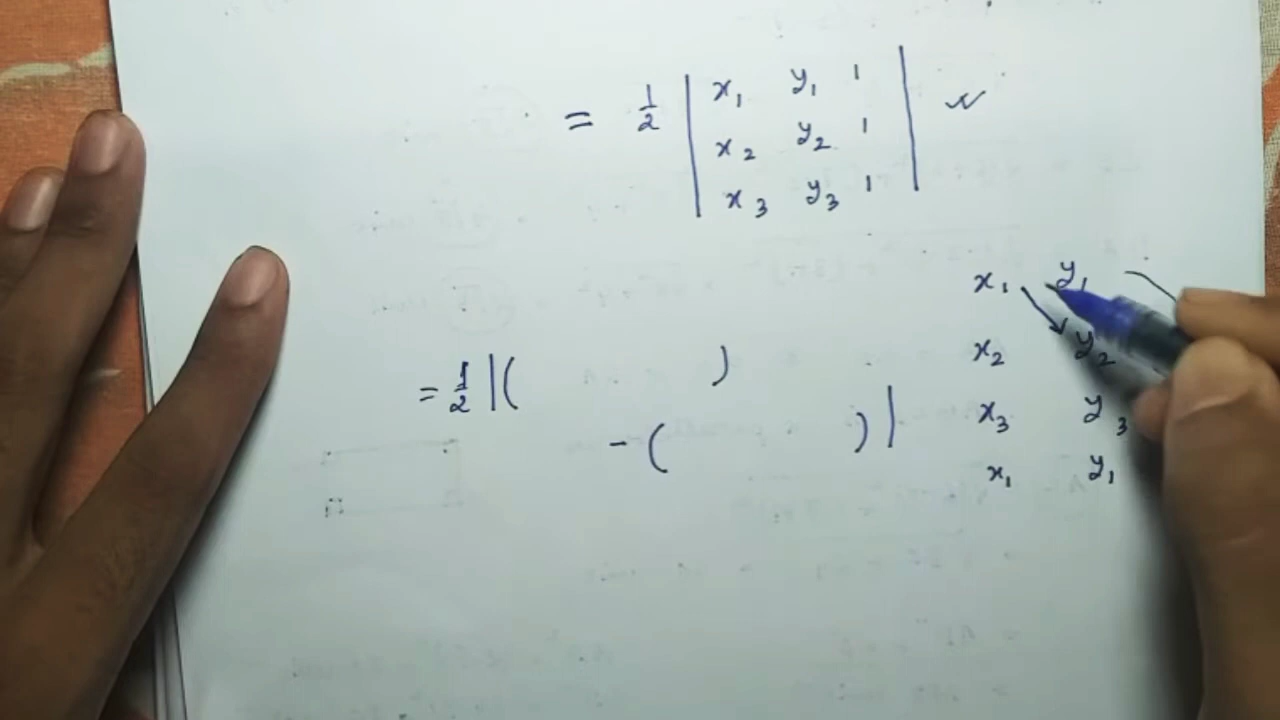 = 1/2 | x₁ y₁ 1 |
| x₂ y₂ 1 |
| x₃ y₃ 1 |
x₁ y₁
x₂ y₂
= 1/2 |( )
x₃ y₃
- ( ) |
x₁ y₁